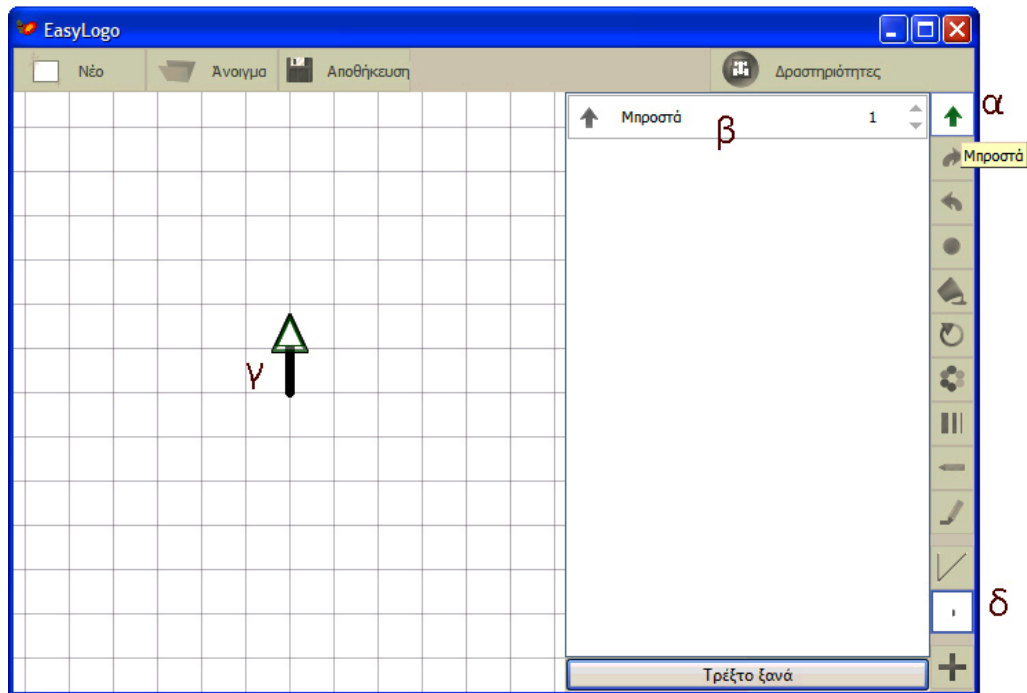 EasyLogo
Νέο Άνοιγμα Αποθήκευση Δραστηριότητες
α
Μπροστά 1
β
Μπροστά
γ
δ
Τρέξτο ξανά